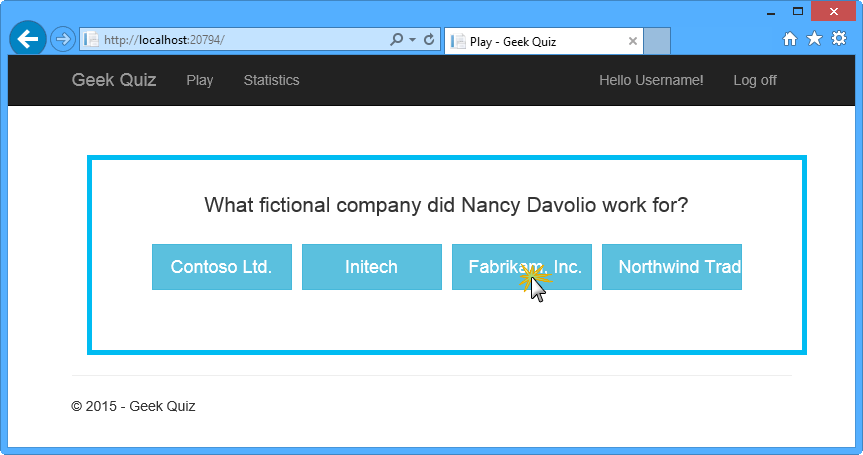 http://localhost:20794/
Play - Geek Quiz
Geek Quiz Play Statistics Hello Username! Log off
What fictional company did Nancy Davolio work for?
Contoso Ltd. Initech Fabrikam, Inc. Northwind Trad
© 2015 - Geek Quiz